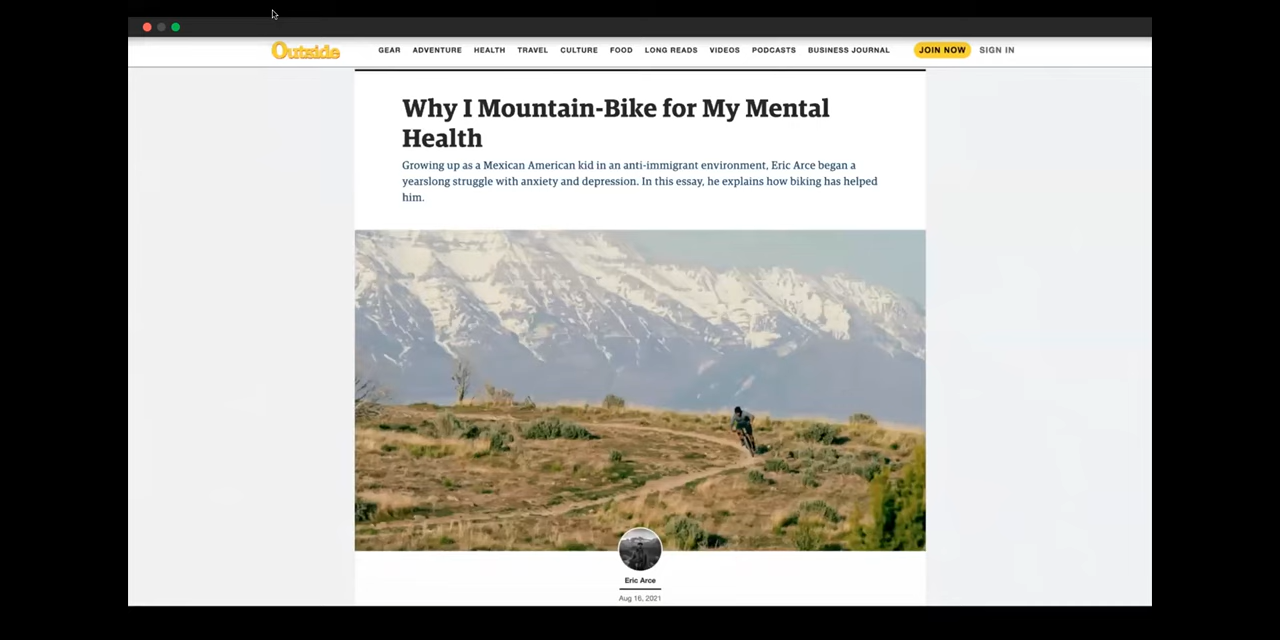 Outside
GEAR ADVENTURE HEALTH TRAVEL CULTURE FOOD LONG READS VIDEOS PODCASTS BUSINESS JOURNAL JOIN NOW SIGN IN
Why I Mountain-Bike for My Mental
Health
Growing up as a Mexican American kid in an anti-immigrant environment, Eric Arce began a
yearslong struggle with anxiety and depression. In this essay, he explains how biking has helped
him.
Eric Arce
Aug 16, 2021